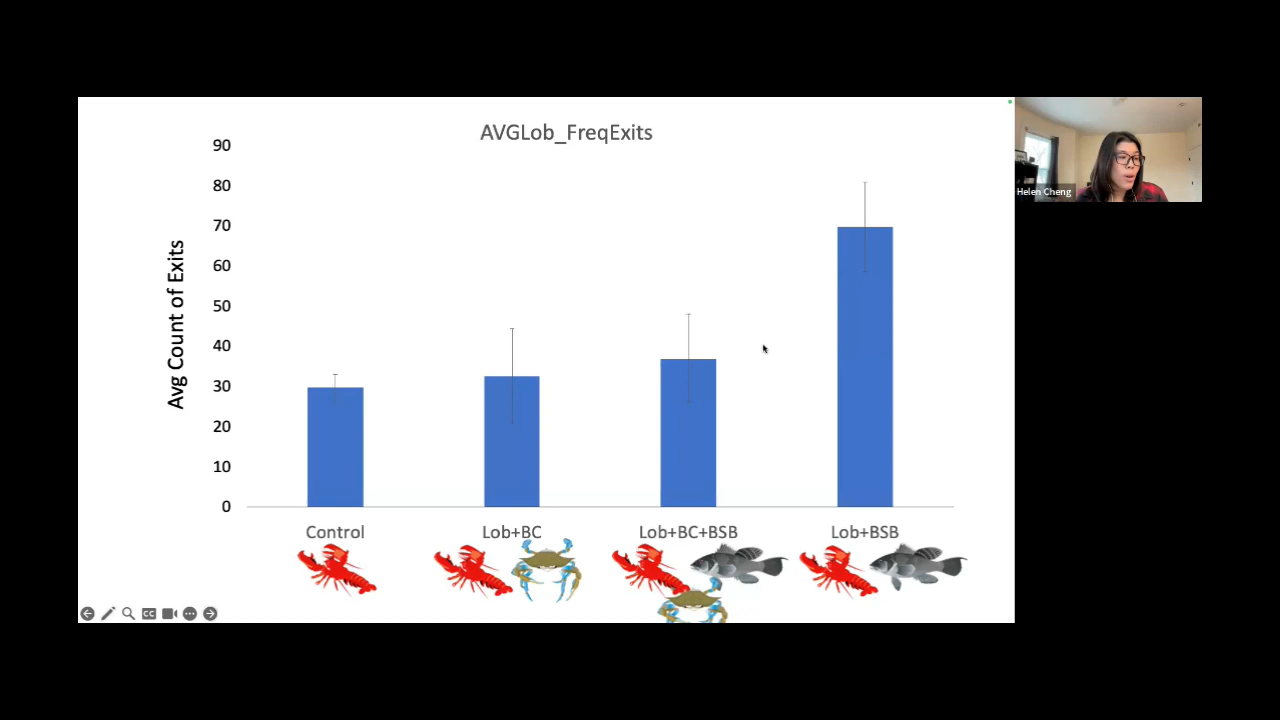 AVGLob_FreqExits
90
80
70
60
50
40
30
20
10
0
Avg Count of Exits
Control
Lob+BC
Lob+BC+BSB
Lob+BSB
CC
Helen Cheng